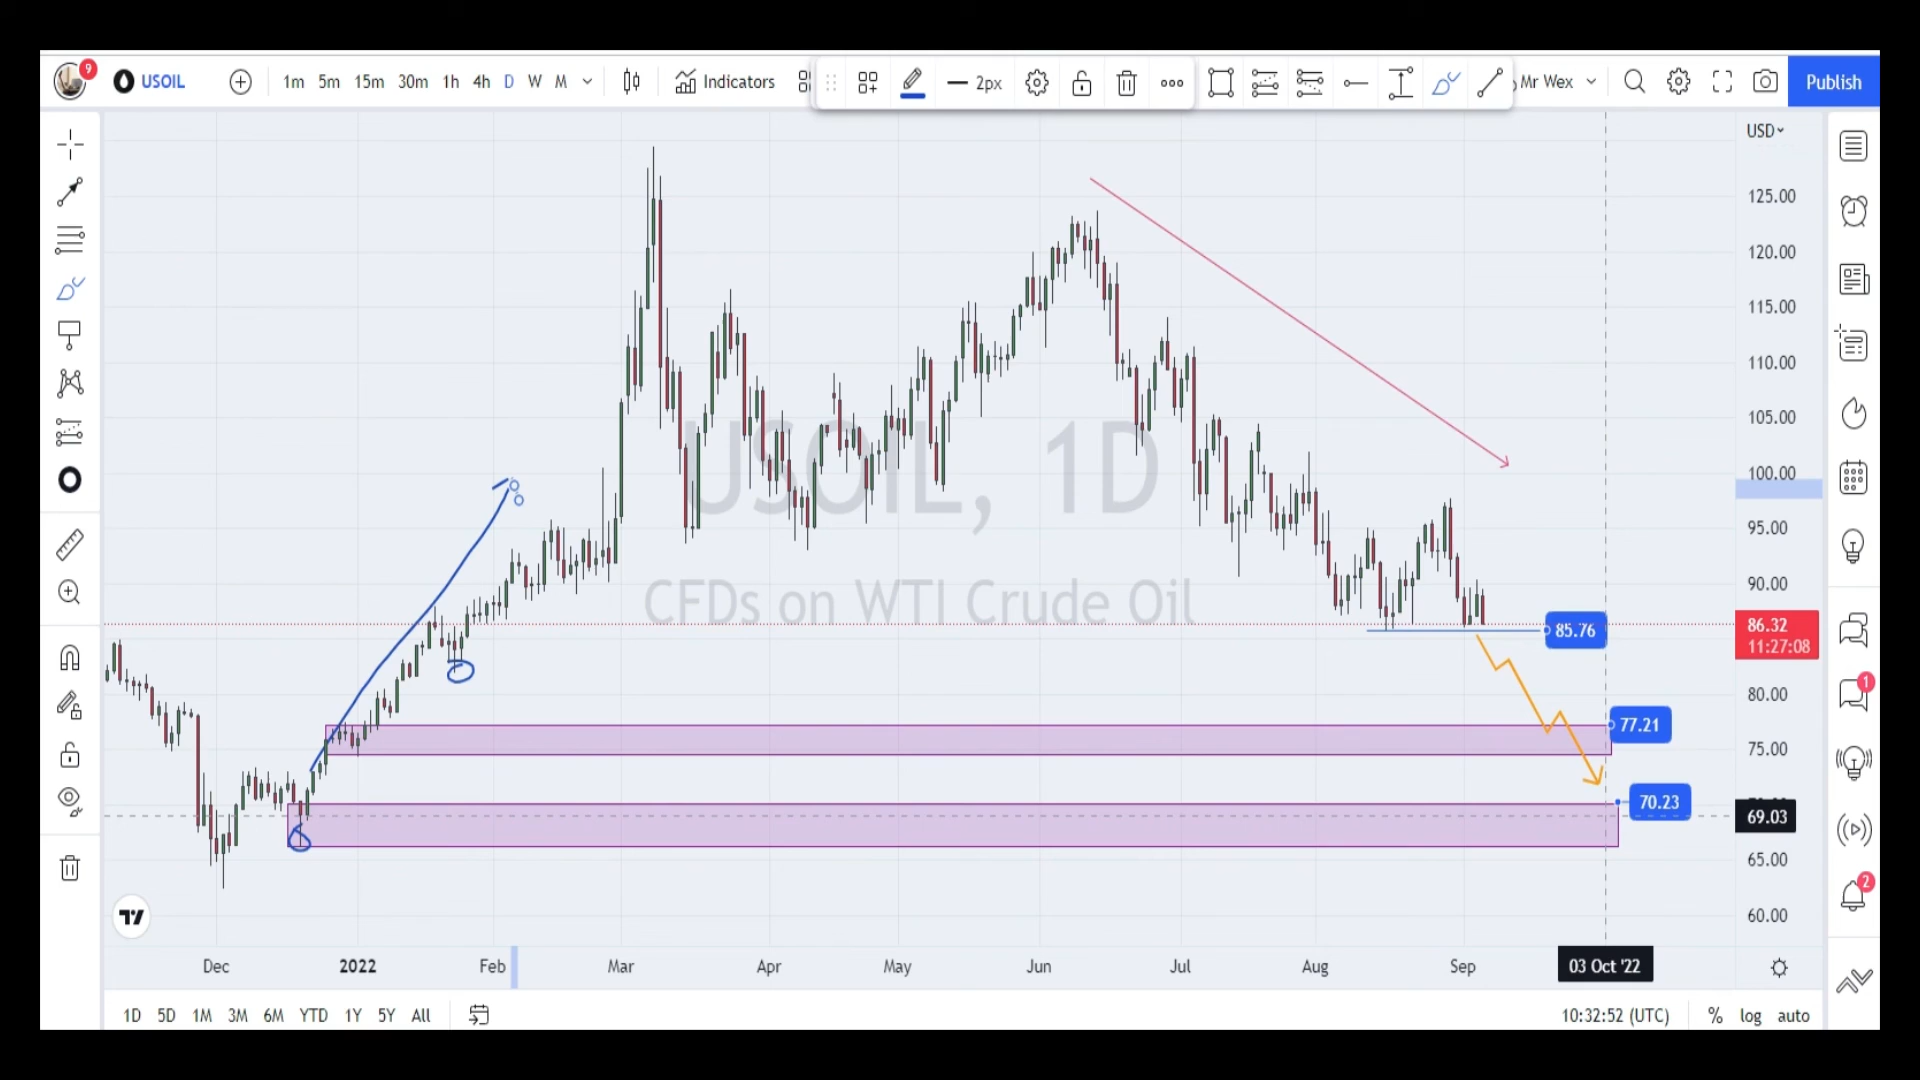 9
USOIL
1m 5m 15m 30m 1h 4h D W M
Indicators
2px
Mr Wex
Publish
USD
125.00
120.00
115.00
110.00
105.00
100.00
95.00
90.00
86.32
11:27:08
80.00
75.00
69.03
65.00
60.00
USOIL, 1D
CFDs on WTI Crude Oil
85.76
77.21
70.23
1
2
Dec 2022 Feb Mar Apr May Jun Jul Aug Sep 03 Oct '22
1D 5D 1M 3M 6M YTD 1Y 5Y All
10:32:52 (UTC) % log auto